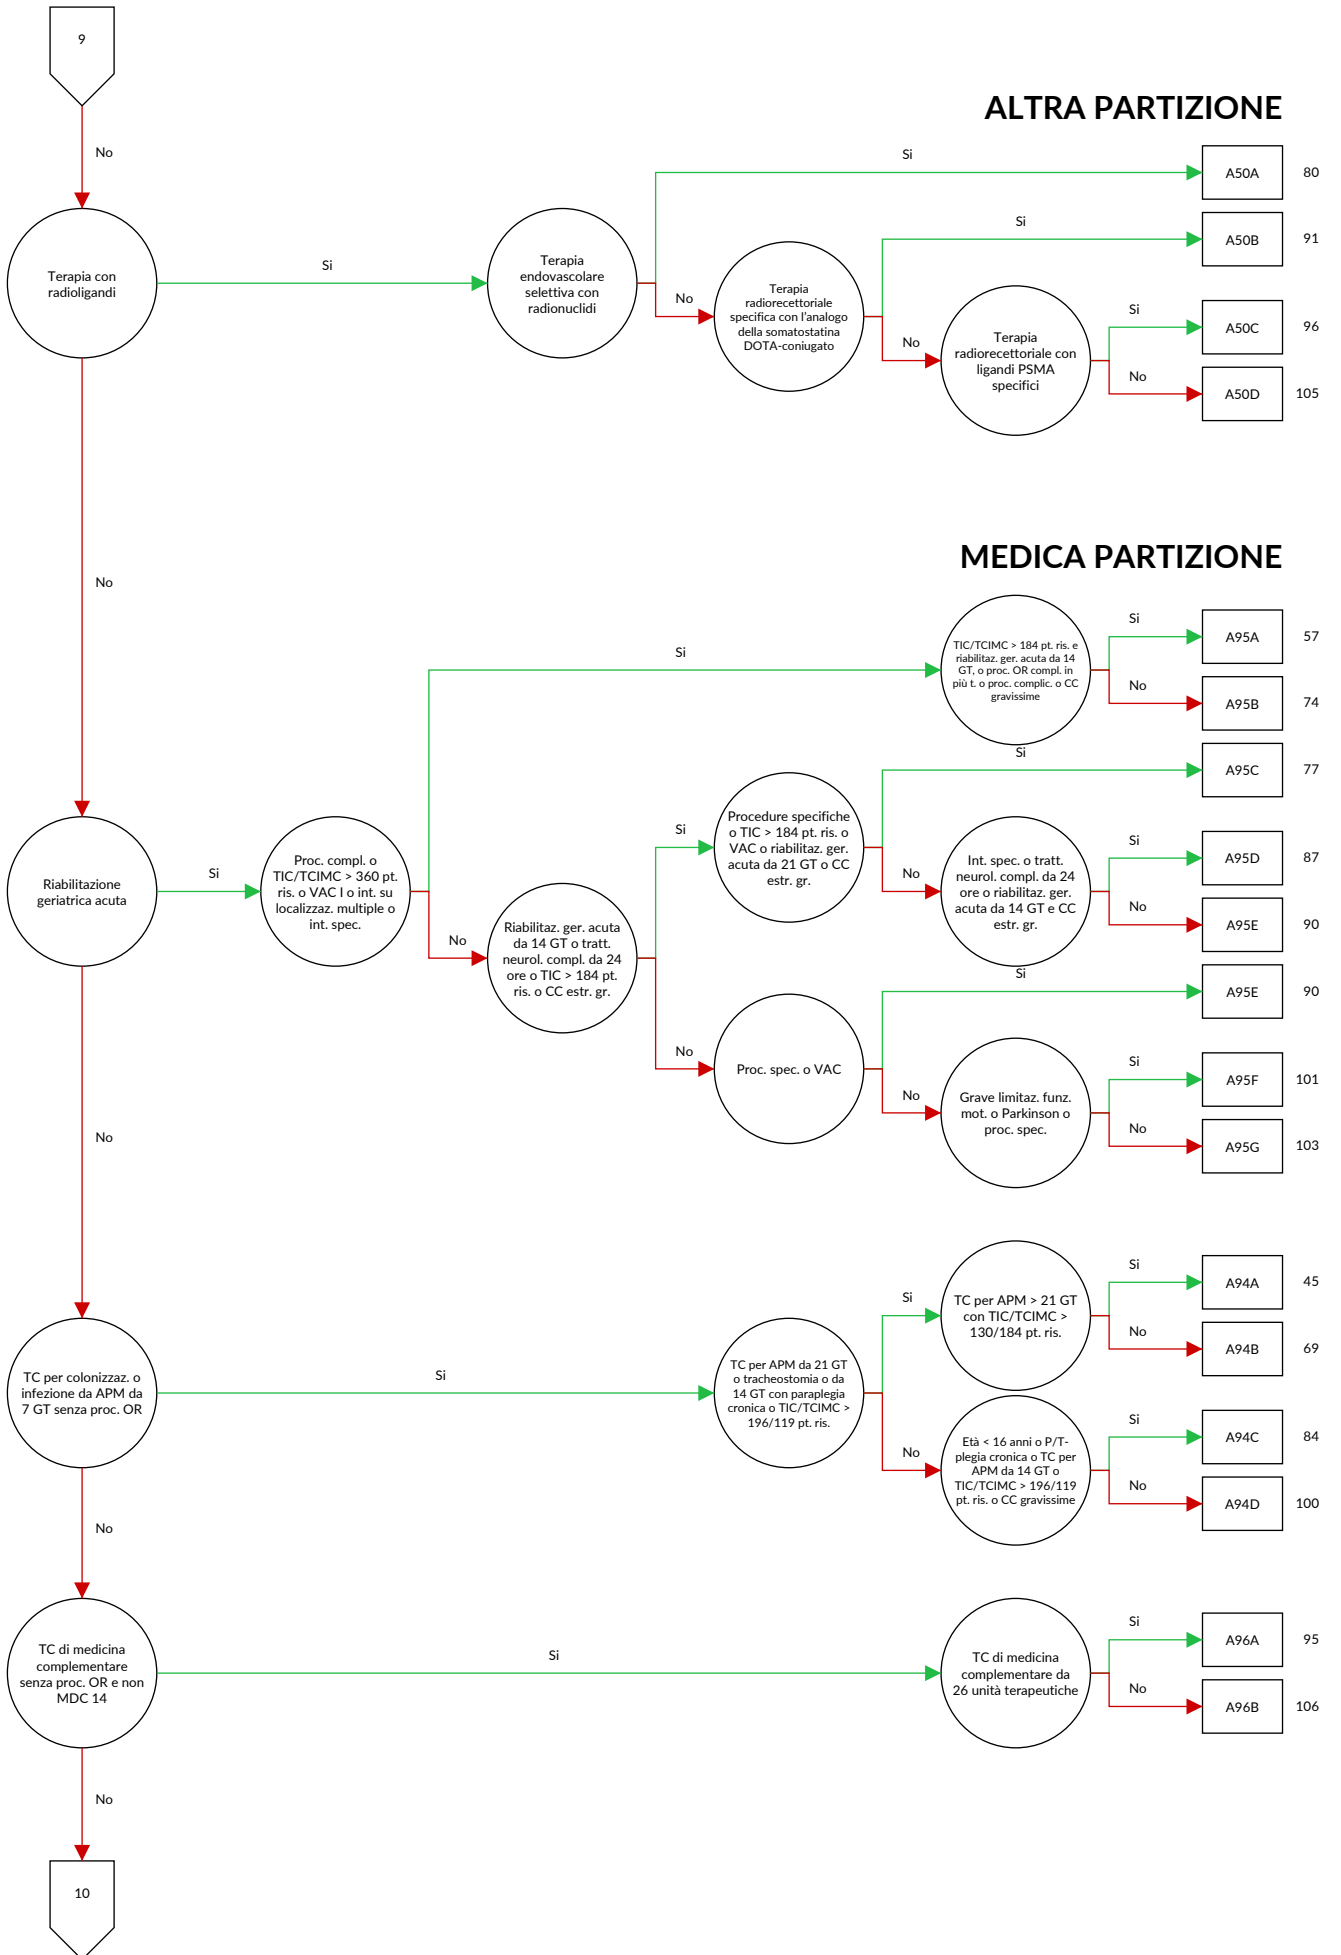 9
No
ALTRA PARTIZIONE
Terapia con
radioligandi
Si
Terapia
endovascolare
selettiva con
radionuclidi
Si
A50A
80
No
Terapia
radiorecettoriale
specifica con l'analogo
della somatostatina
DOTA-coniugato
Si
A50B
91
No
Terapia
radiorecettoriale con
ligandi PSMA
specifici
Si
A50C
96
No
A50D
105
No
MEDICA PARTIZIONE
Riabilitazione
geriatrica acuta
Si
Proc. compl. o
TIC/TCIMC > 360 pt.
ris. o VAC I o int. su
localizzaz. multiple o
int. spec.
Si
TIC/TCIMC > 184 pt. ris. e
riabilitaz. ger. acuta da 14
GT, o proc. OR compl. in
più t. o proc. complic. o CC
gravissime
Si
A95A
57
No
A95B
74
No
Riabilitaz. ger. acuta
da 14 GT o tratt.
neurol. compl. da 24
ore o TIC > 184 pt.
ris. o CC estr. gr.
Si
Procedure specifiche
o TIC > 184 pt. ris. o
VAC o riabilitaz. ger.
acuta da 21 GT o CC
estr. gr.
Si
A95C
77
No
Int. spec. o tratt.
neurol. compl. da 24
ore o riabilitaz. ger.
acuta da 14 GT e CC
estr. gr.
Si
A95D
87
No
A95E
90
No
Proc. spec. o VAC
Si
A95E
90
No
Grave limitaz. funz.
mot. o Parkinson o
proc. spec.
Si
A95F
101
No
A95G
103
No
TC per colonizzaz. o
infezione da APM da
7 GT senza proc. OR
Si
TC per APM da 21 GT
o tracheostomia o da
14 GT con paraplegia
cronica o TIC/TCIMC >
196/119 pt. ris.
Si
TC per APM > 21 GT
con TIC/TCIMC >
130/184 pt. ris.
Si
A94A
45
No
A94B
69
No
Età < 16 anni o P/T-
plegia cronica o TC per
APM da 14 GT o
TIC/TCIMC > 196/119
pt. ris. o CC gravissime
Si
A94C
84
No
A94D
100
No
TC di medicina
complementare
senza proc. OR e non
MDC 14
Si
TC di medicina
complementare da
26 unità terapeutiche
Si
A96A
95
No
A96B
106
No
10